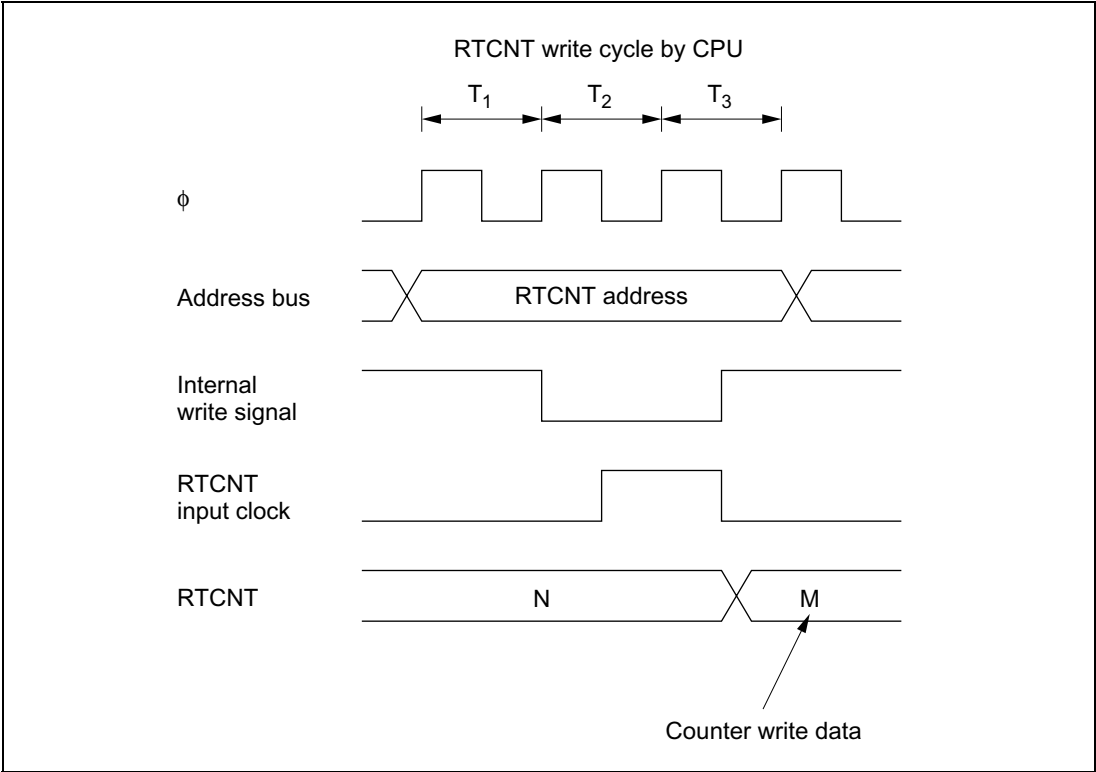 RTCNT write cycle by CPU
T1 T2 T3
ϕ
Address bus
RTCNT address
Internal
write signal
RTCNT
input clock
RTCNT
N
M
Counter write data